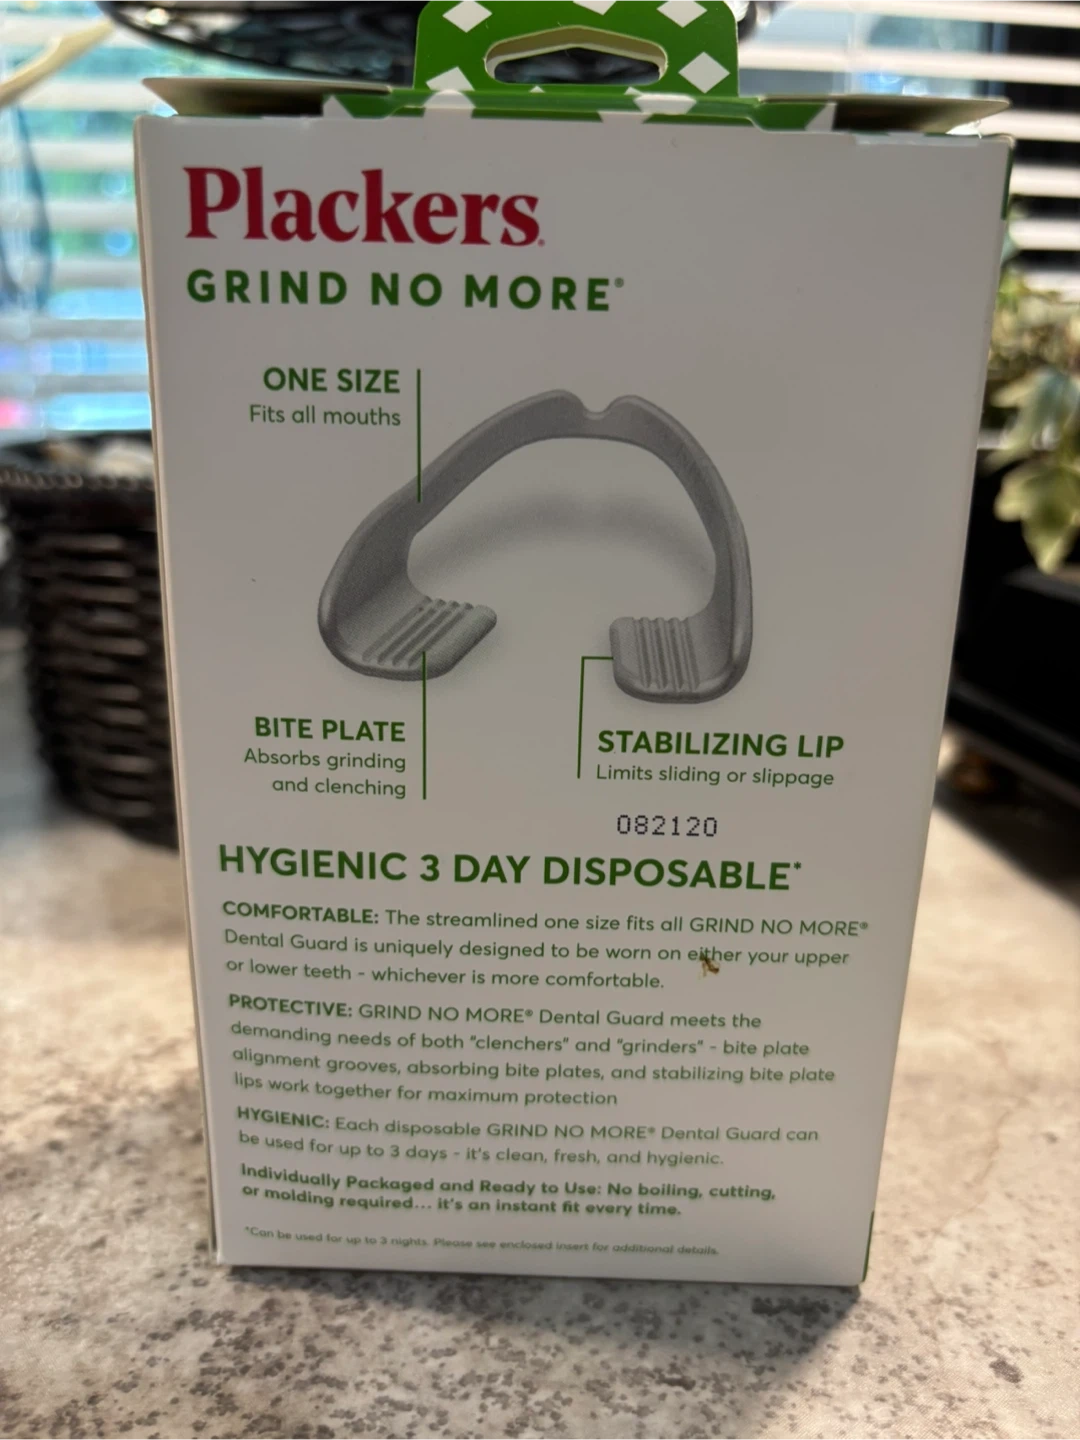 Plackers®
GRIND NO MORE®
ONE SIZE
Fits all mouths
BITE PLATE
Absorbs grinding
and clenching
STABILIZING LIP
Limits sliding or slippage
082120
HYGIENIC 3 DAY DISPOSABLE*
COMFORTABLE: The streamlined one size fits all GRIND NO MORE®
Dental Guard is uniquely designed to be worn on either your upper
or lower teeth - whichever is more comfortable.
PROTECTIVE: GRIND NO MORE® Dental Guard meets the
demanding needs of both "clenchers" and "grinders" - bite plate
alignment grooves, absorbing bite plates, and stabilizing bite plate
lips work together for maximum protection
HYGIENIC: Each disposable GRIND NO MORE® Dental Guard can
be used for up to 3 days - it's clean, fresh, and hygienic.
Individually Packaged and Ready to Use: No boiling, cutting,
or molding required... it's an instant fit every time.
*Can be used for up to 3 nights. Please see enclosed insert for additional details.